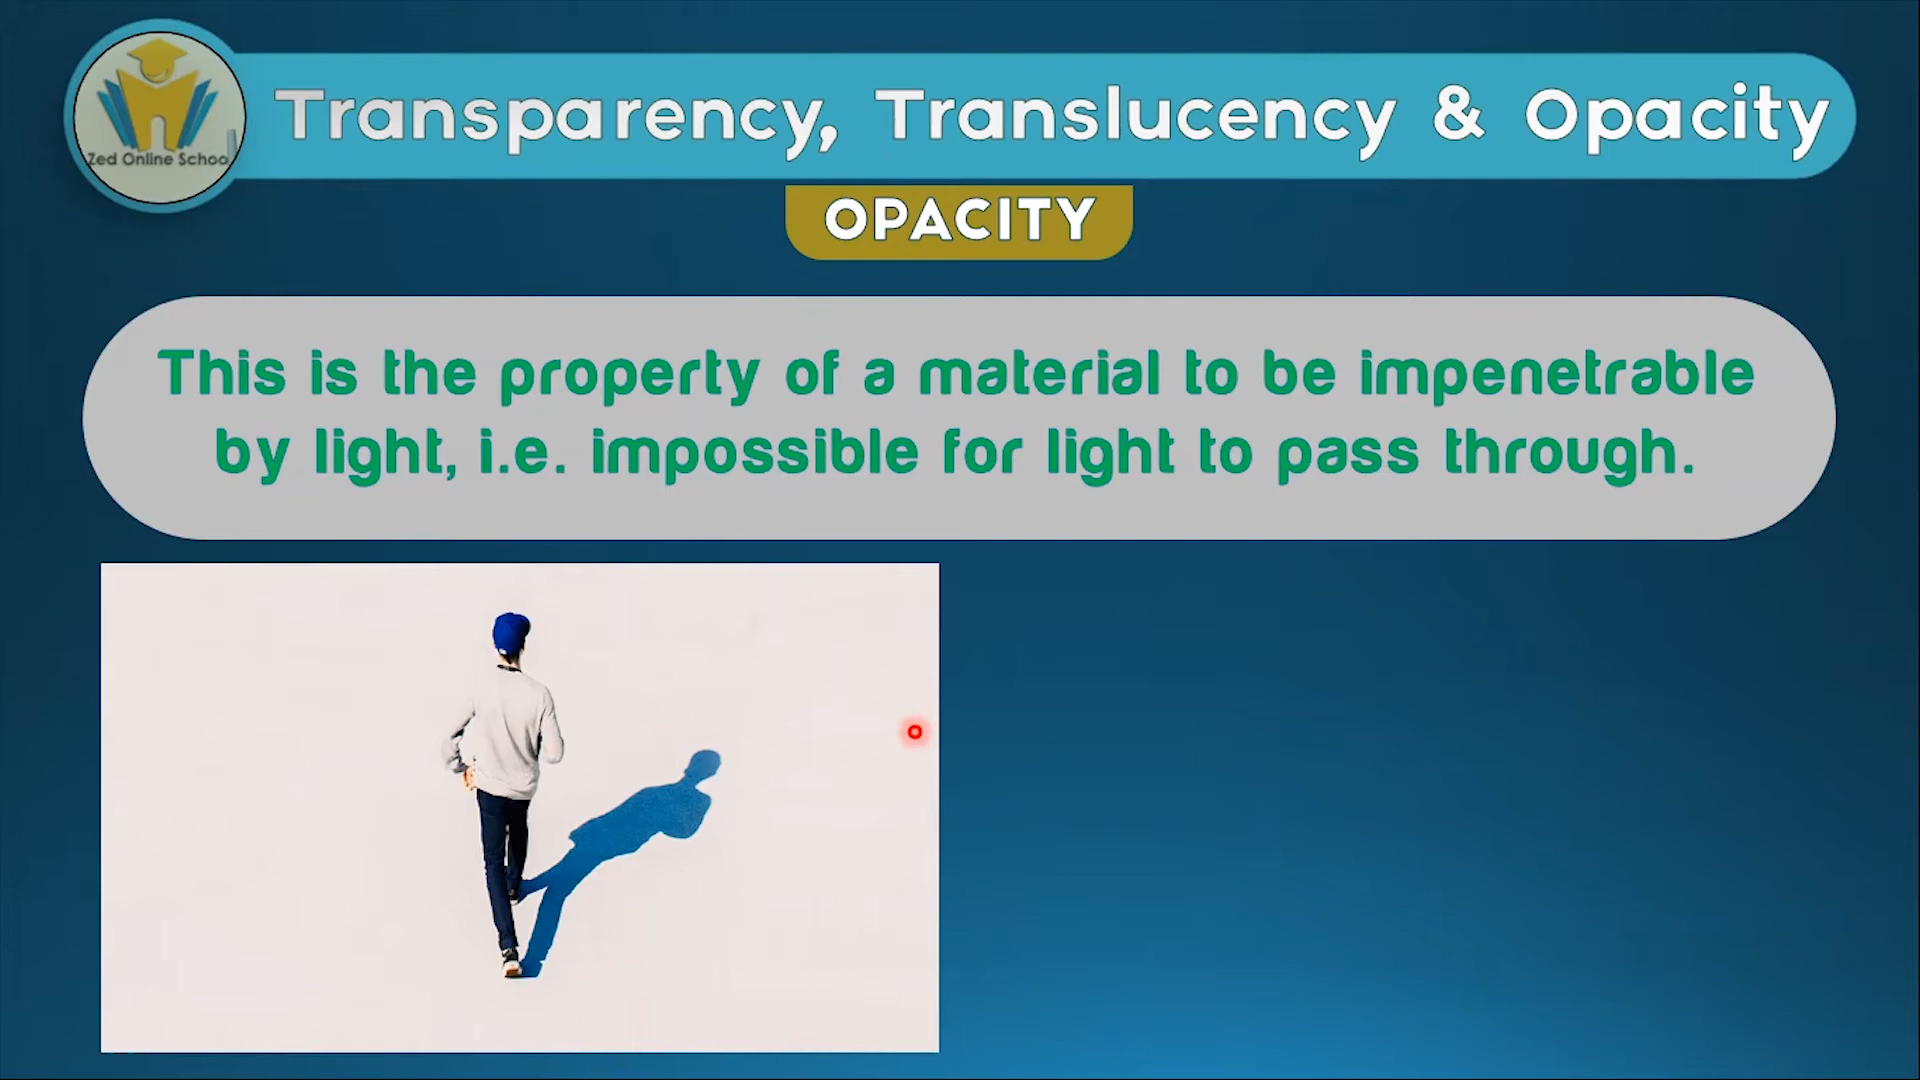 Zed Online School
Transparency, Translucency & Opacity
OPACITY
This is the property of a material to be impenetrable
by light, i.e. impossible for light to pass through.